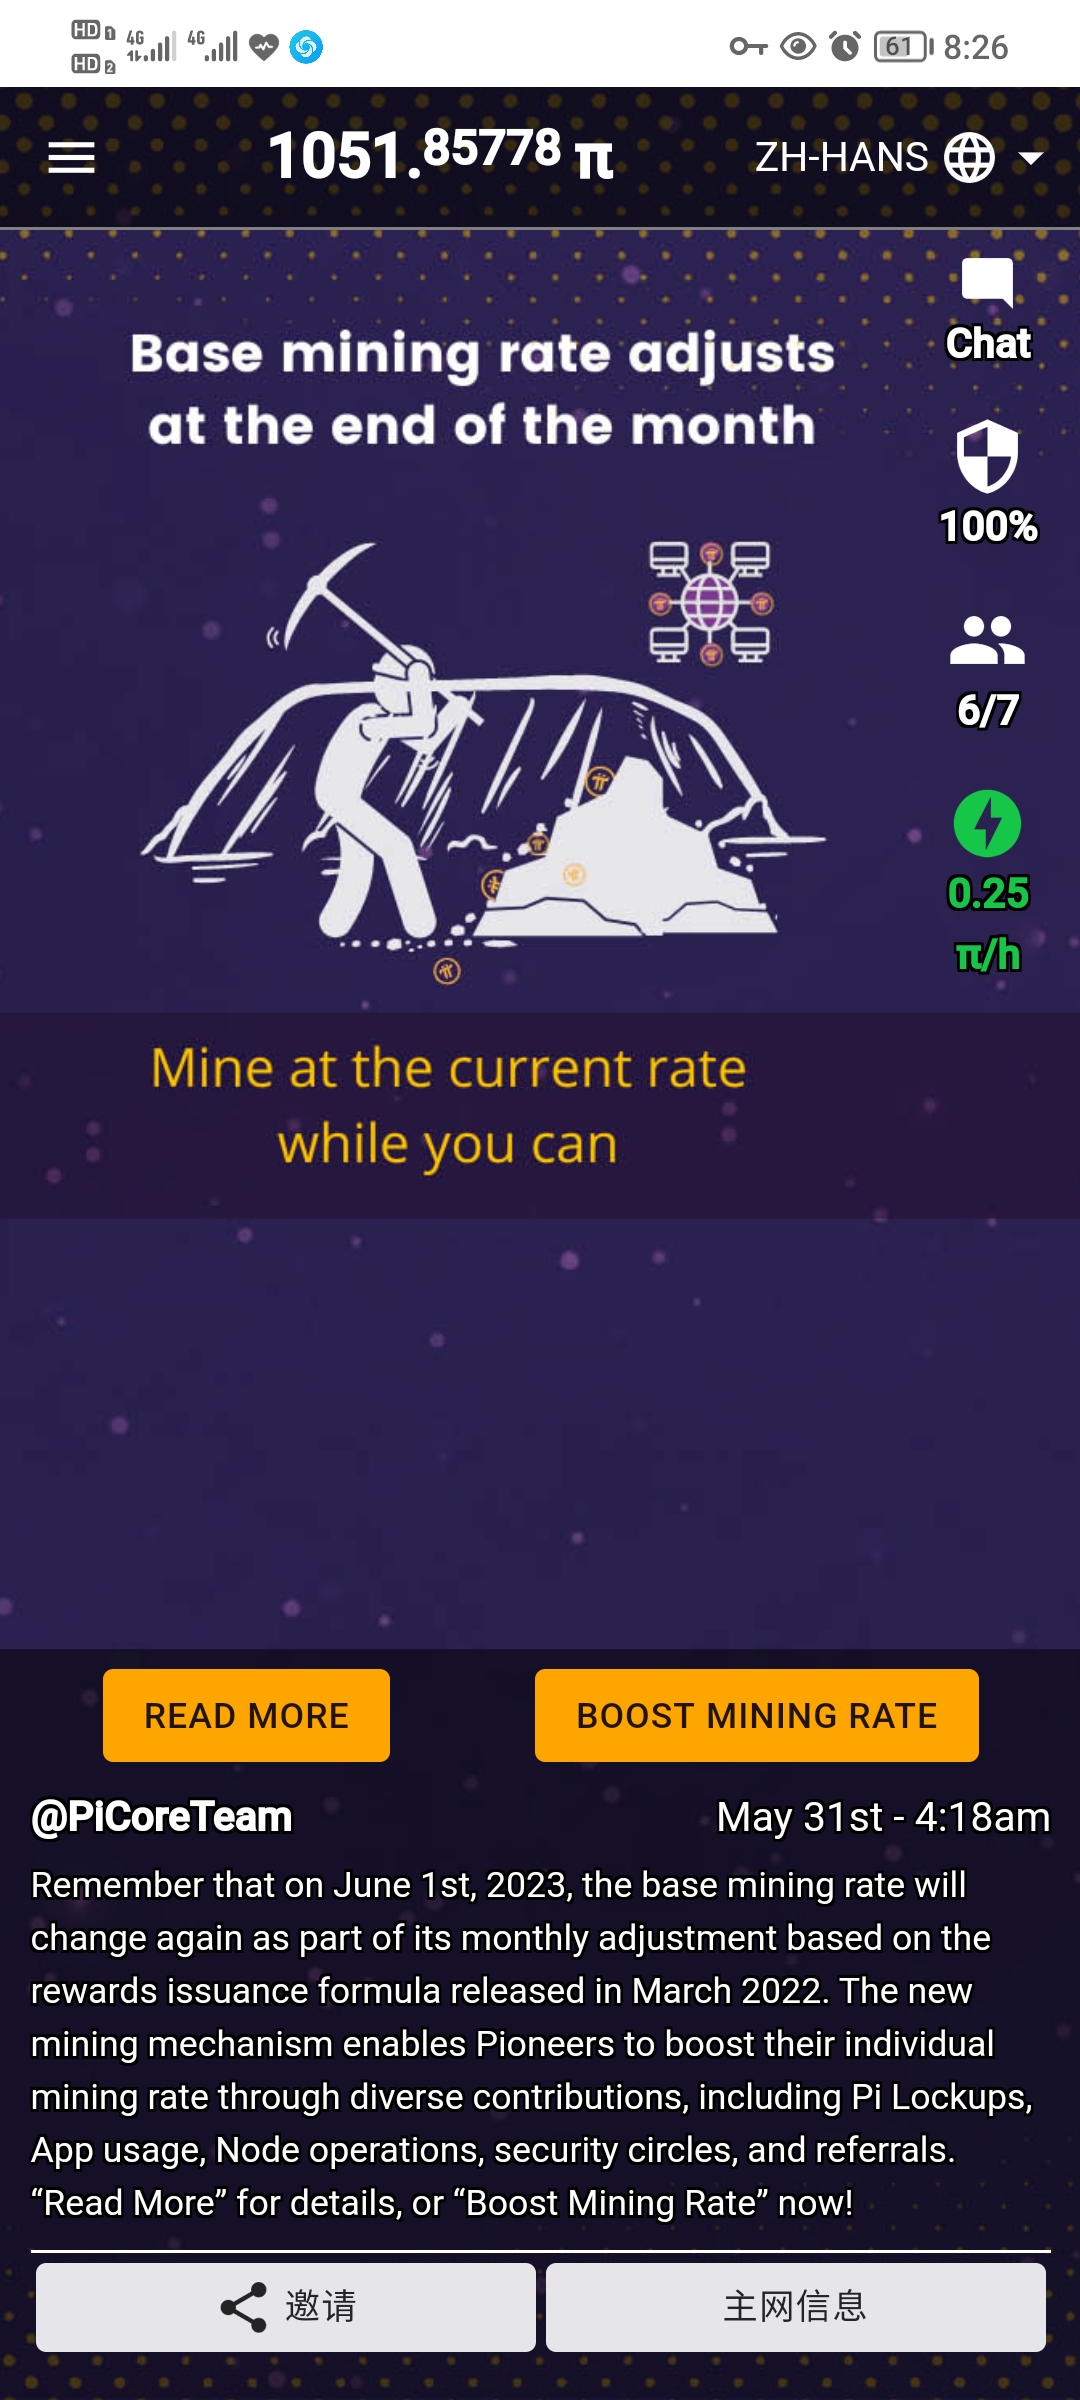 HD 1 4G 4G 61 8:26
HD 2
1051.85778 π ZH-HANS
Chat
Base mining rate adjusts
at the end of the month
100%
6/7
0.25
π/h
Mine at the current rate
while you can
READ MORE BOOST MINING RATE
@PiCoreTeam May 31st - 4:18am
Remember that on June 1st, 2023, the base mining rate will
change again as part of its monthly adjustment based on the
rewards issuance formula released in March 2022. The new
mining mechanism enables Pioneers to boost their individual
mining rate through diverse contributions, including Pi Lockups,
App usage, Node operations, security circles, and referrals.
“Read More” for details, or “Boost Mining Rate” now!
邀请 主网信息